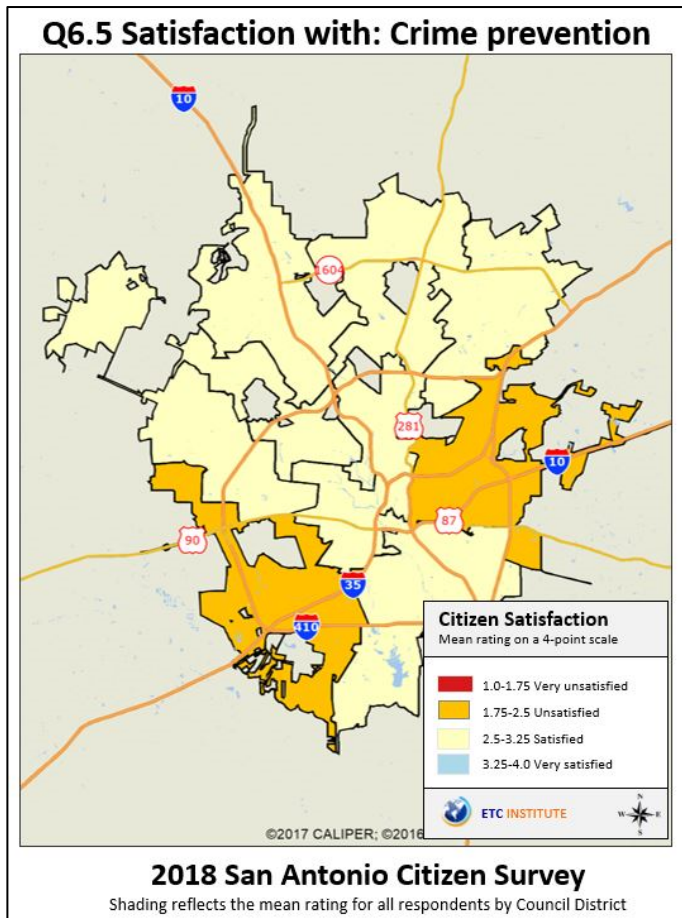 Q6.5 Satisfaction with: Crime prevention
10
1604
281
10
87
90
35
410
Citizen Satisfaction
Mean rating on a 4-point scale
1.0-1.75 Very unsatisfied
1.75-2.5 Unsatisfied
2.5-3.25 Satisfied
3.25-4.0 Very satisfied
ETC INSTITUTE
N
W E
S
©2017 CALIPER; ©2016
2018 San Antonio Citizen Survey
Shading reflects the mean rating for all respondents by Council District